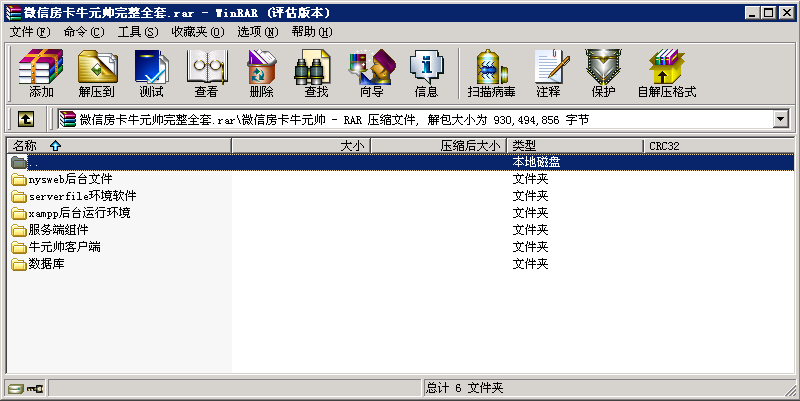 微信房卡牛元帅完整全套.rar - WinRAR (评估版本)
文件(F) 命令(C) 工具(S) 收藏夹(O) 选项(N) 帮助(H)
添加 解压到 测试 查看 删除 查找 向导 信息 扫描病毒 注释 保护 自解压格式
微信房卡牛元帅完整全套.rar\微信房卡牛元帅 - RAR 压缩文件, 解包大小为 930,494,856 字节
名称 大小 压缩后大小 类型 CRC32
.. 本地磁盘
nysweb后台文件 文件夹
serverfile环境软件 文件夹
xampp后台运行环境 文件夹
服务端组件 文件夹
牛元帅客户端 文件夹
数据库 文件夹
总计 6 文件夹